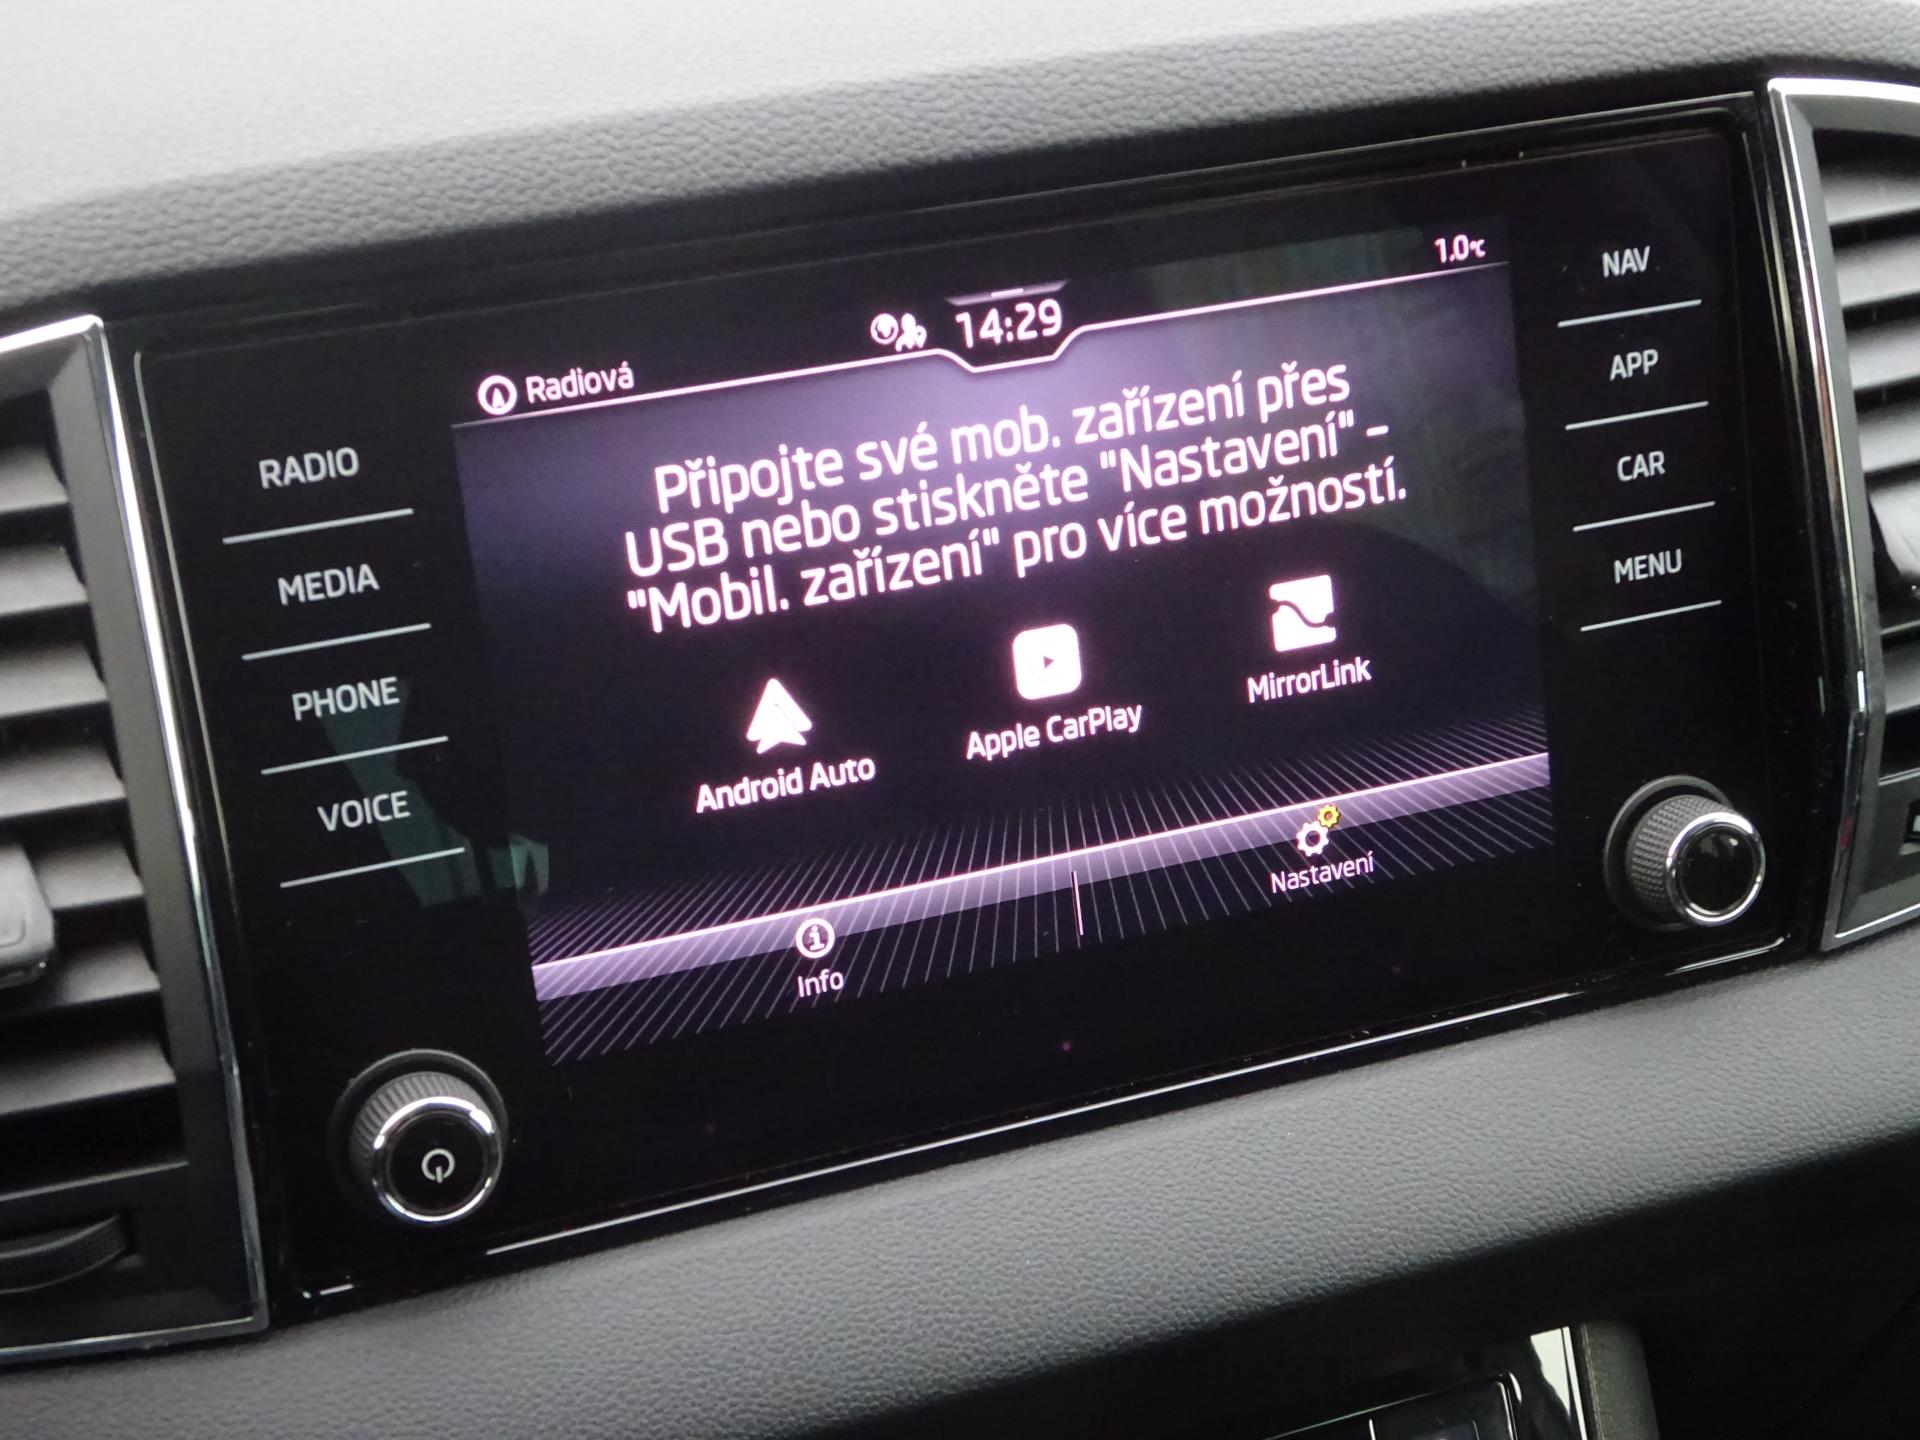 1.0°C
14:29
Radiová
Připojte své mob. zařízení přes
USB nebo stiskněte "Nastavení" -
"Mobil. zařízení" pro více možností.
Android Auto
Apple CarPlay
MirrorLink
Info
Nastavení
RADIO
MEDIA
PHONE
VOICE
NAV
APP
CAR
MENU